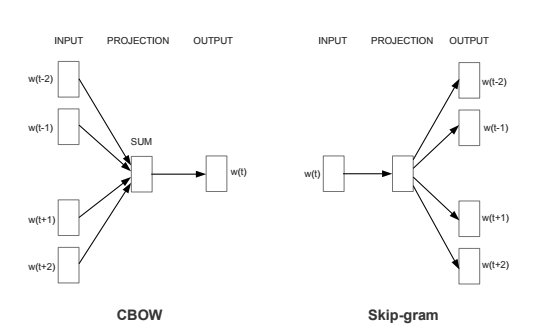 INPUT PROJECTION OUTPUT
w(t-2)
w(t-1)
SUM
w(t)
w(t+1)
w(t+2)
CBOW
INPUT PROJECTION OUTPUT
w(t-2)
w(t-1)
w(t)
w(t+1)
w(t+2)
Skip-gram